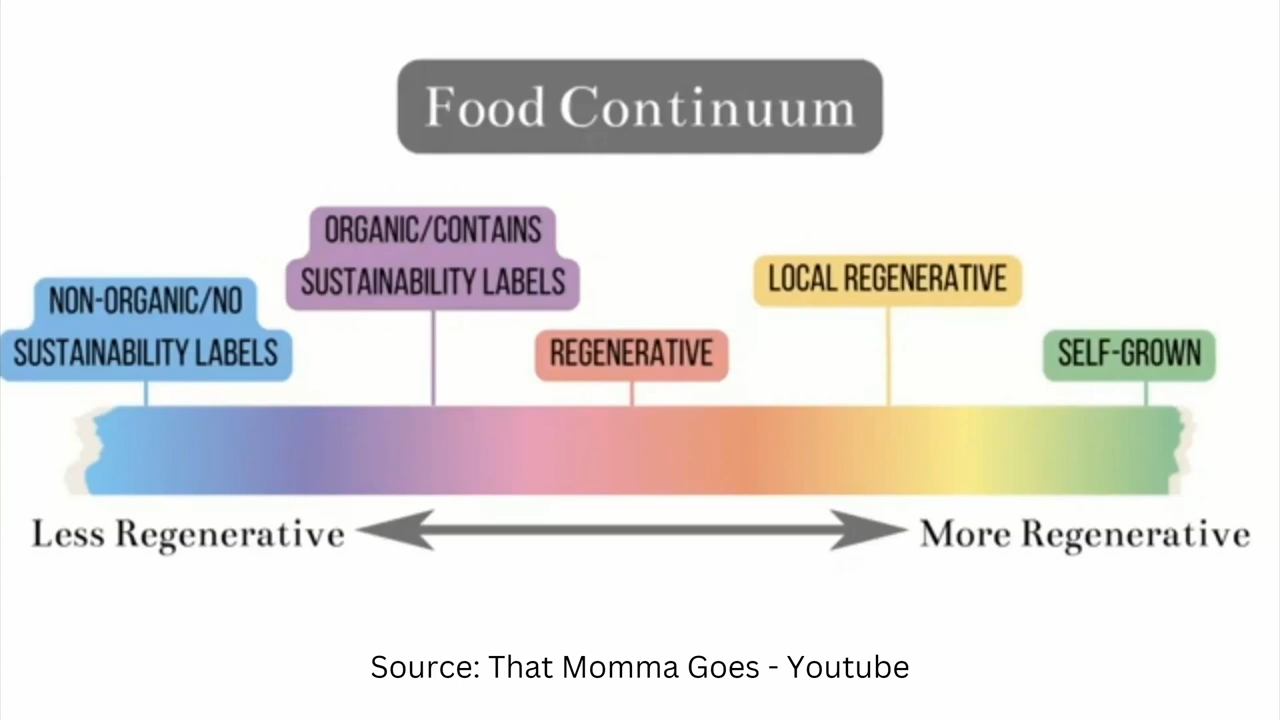 Food Continuum
ORGANIC/CONTAINS
SUSTAINABILITY LABELS
NON-ORGANIC/NO
SUSTAINABILITY LABELS
REGENERATIVE
LOCAL REGENERATIVE
SELF-GROWN
Less Regenerative
More Regenerative
Source: That Momma Goes - Youtube